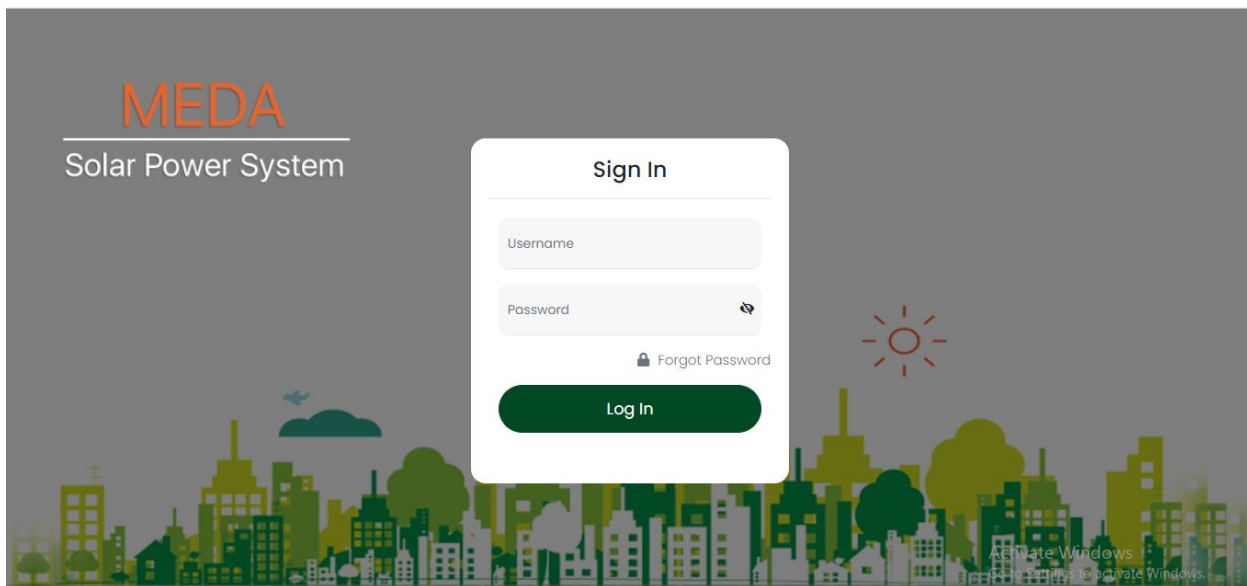 MEDA
Solar Power System
Sign In
Username
Password
Forgot Password
Log In
Activate Windows
Go to Settings to activate Windows.